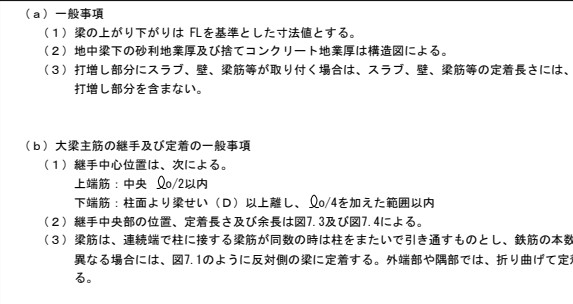 （a）一般事項
（1）梁の上がり下がりは FLを基準とした寸法値とする。
（2）地中梁下の砂利地業厚及び捨てコンクリート地業厚は構造図による。
（3）打増し部分にスラブ、壁、梁筋等が取り付く場合は、スラブ、壁、梁筋等の定着長さには、
打増し部分を含まない。
（b）大梁主筋の継手及び定着の一般事項
（1）継手中心位置は、次による。
上端筋：中央 ℓo/2以内
下端筋：柱面より梁せい（D）以上離し、ℓo/4を加えた範囲以内
（2）継手中央部の位置、定着長さ及び余長は図7.3及び図7.4による。
（3）梁筋は、連続端で柱に接する梁筋が同数の時は柱をまたいで引き通すものとし、鉄筋の本数
異なる場合には、図7.1のように反対側の梁に定着する。外端部や隅部では、折り曲げて定
る。